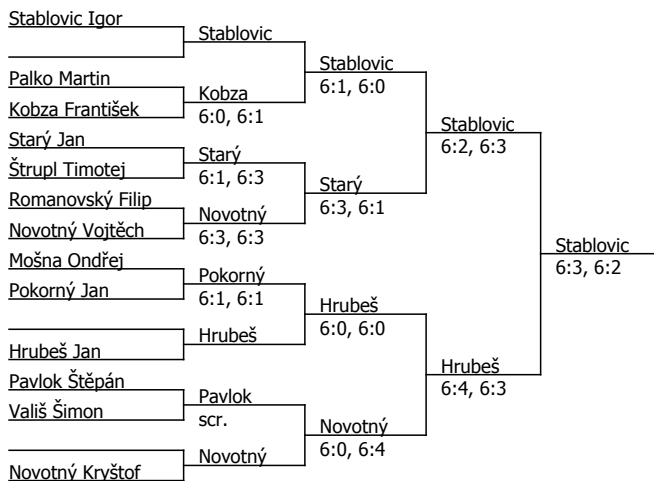 Stablovic Igor
Palko Martin
Kobza František
Starý Jan
Štrupl Timotej
Romanovský Filip
Novotný Vojtěch
Mošna Ondřej
Pokorný Jan
Hrubeš Jan
Pavlok Štěpán
Vališ Šimon
Novotný Kryštof
Stablovic
Kobza
6:0, 6:1
Starý
6:1, 6:3
Novotný
6:3, 6:3
Pokorný
6:1, 6:1
Hrubeš
Pavlok
scr.
Novotný
Stablovic
6:1, 6:0
Starý
6:3, 6:1
Hrubeš
6:0, 6:0
Novotný
6:0, 6:4
Stablovic
6:2, 6:3
Hrubeš
6:4, 6:3
Stablovic
6:3, 6:2